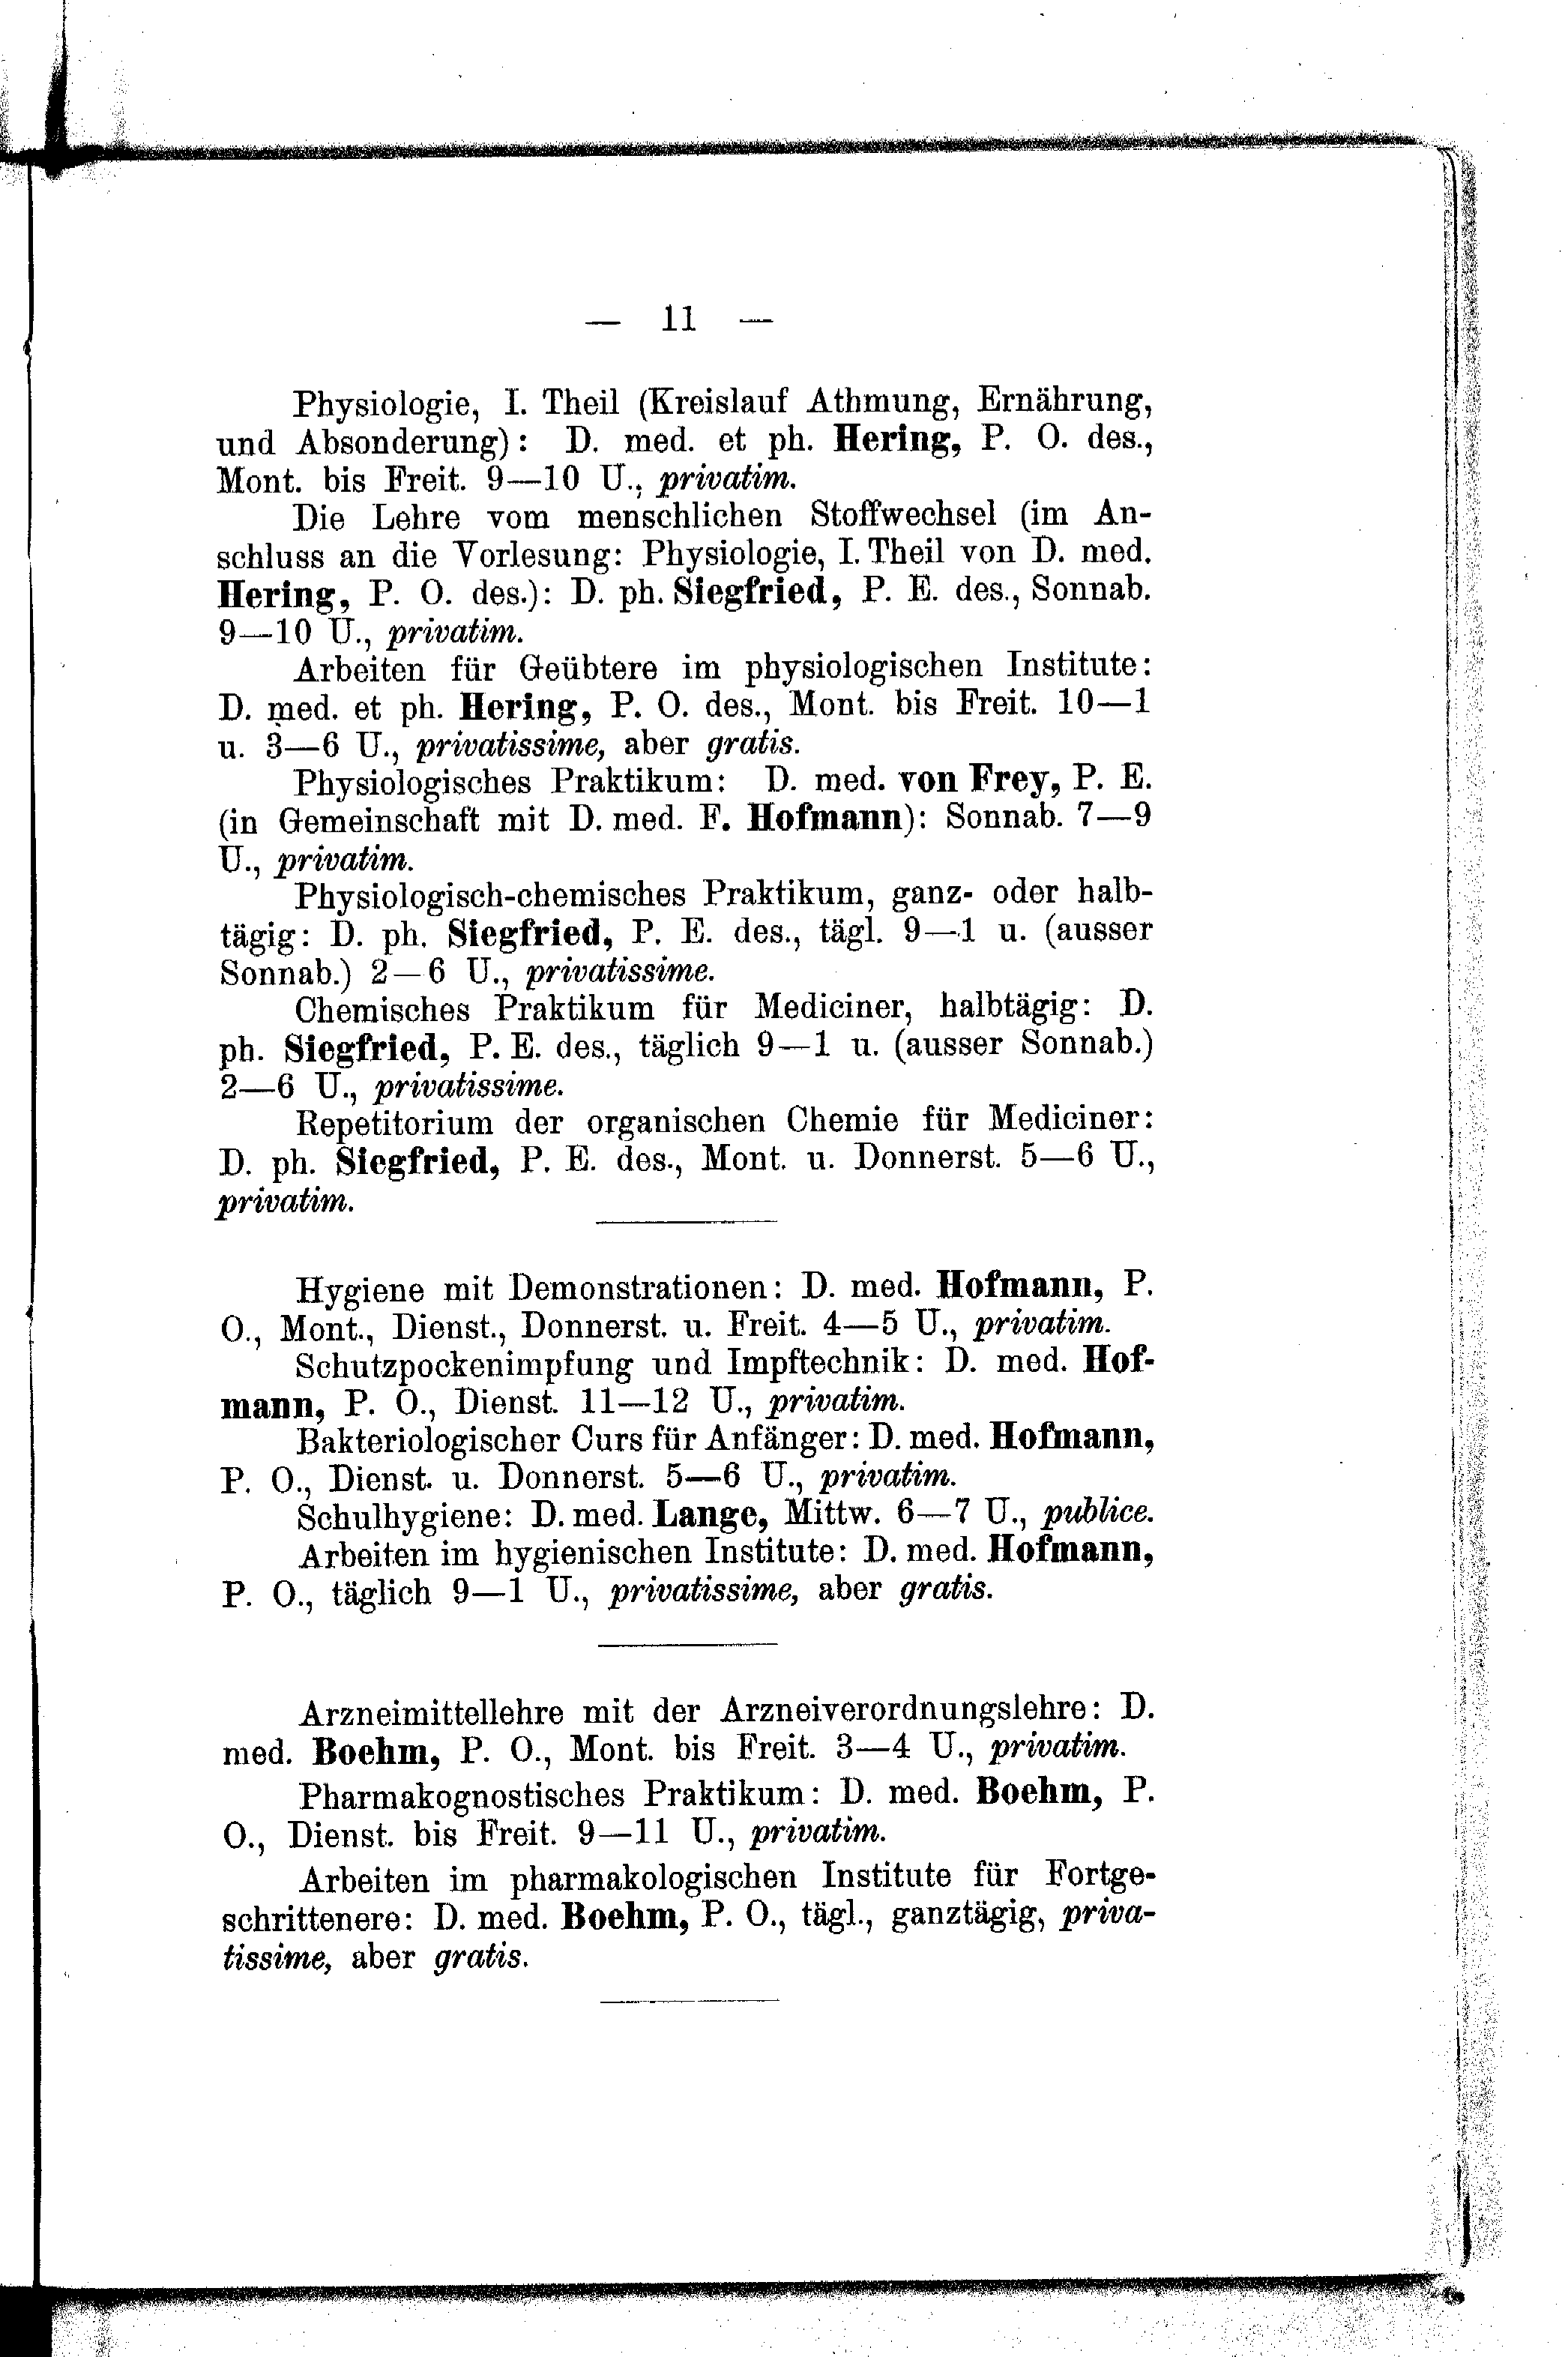 — 11 —
Physiologie, I. Theil (Kreislauf Athmung, Ernährung,
und Absonderung): D. med. et ph. Hering, P. O. des.,
Mont. bis Freit. 9—10 U., privatim.
Die Lehre vom menschlichen Stoffwechsel (im An-
schluss an die Vorlesung: Physiologie, I. Theil von D. med.
Hering, P. O. des.): D. ph. Siegfried, P. E. des., Sonnab.
9—10 U., privatim.
Arbeiten für Geübtere im physiologischen Institute:
D. med. et ph. Hering, P. O. des., Mont. bis Freit. 10—1
u. 3—6 U., privatissime, aber gratis.
Physiologisches Praktikum: D. med. von Frey, P. E.
(in Gemeinschaft mit D. med. F. Hofmann): Sonnab. 7—9
U., privatim.
Physiologisch-chemisches Praktikum, ganz- oder halb-
tägig: D. ph. Siegfried, P. E. des., tägl. 9—1 u. (ausser
Sonnab.) 2—6 U., privatissime.
Chemisches Praktikum für Mediciner, halbtägig: D.
ph. Siegfried, P. E. des., täglich 9—1 u. (ausser Sonnab.)
2—6 U., privatissime.
Repetitorium der organischen Chemie für Mediciner:
D. ph. Siegfried, P. E. des., Mont. u. Donnerst. 5—6 U.,
privatim.
Hygiene mit Demonstrationen: D. med. Hofmann, P.
O., Mont., Dienst., Donnerst. u. Freit. 4—5 U., privatim.
Schutzpockenimpfung und Impftechnik: D. med. Hof-
mann, P. O., Dienst. 11—12 U., privatim.
Bakteriologischer Curs für Anfänger: D. med. Hofmann,
P. O., Dienst. u. Donnerst. 5—6 U., privatim.
Schulhygiene: D. med. Lange, Mittw. 6—7 U., publice.
Arbeiten im hygienischen Institute: D. med. Hofmann,
P. O., täglich 9—1 U., privatissime, aber gratis.
Arzneimittellehre mit der Arzneiverordnungslehre: D.
med. Boehm, P. O., Mont. bis Freit. 3—4 U., privatim.
Pharmakognostisches Praktikum: D. med. Boehm, P.
O., Dienst. bis Freit. 9—11 U., privatim.
Arbeiten im pharmakologischen Institute für Fortge-
schrittenere: D. med. Boehm, P. O., tägl., ganztägig, priva-
tissime, aber gratis.